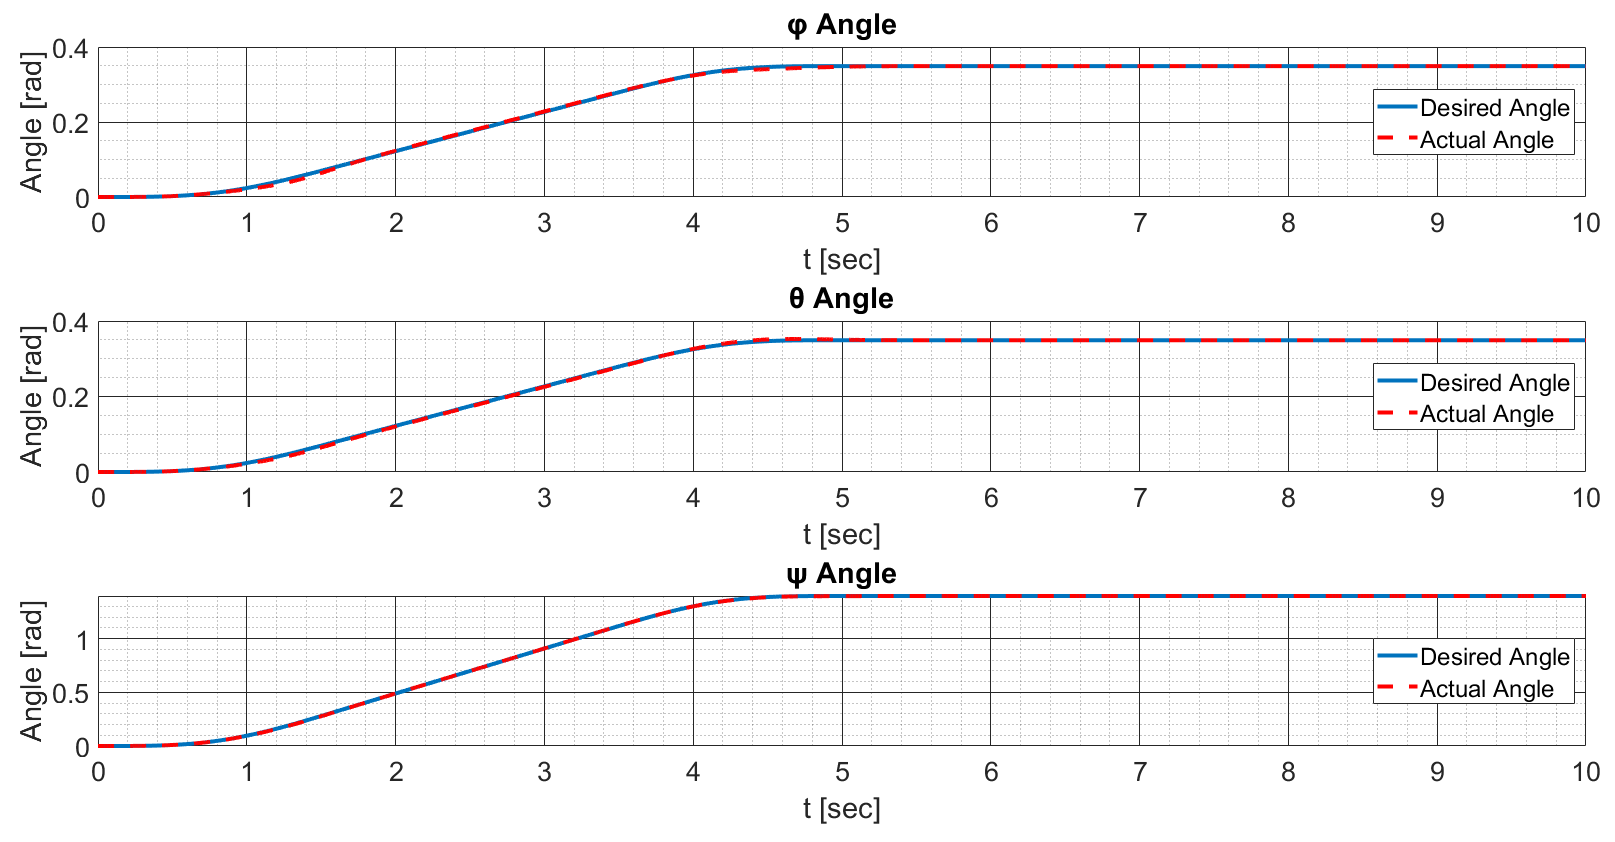 φ Angle
Angle [rad]
0.4
0.2
0
Desired Angle
Actual Angle
0 1 2 3 4 5 6 7 8 9 10
t [sec]
θ Angle
Angle [rad]
0.4
0.2
0
Desired Angle
Actual Angle
0 1 2 3 4 5 6 7 8 9 10
t [sec]
ψ Angle
Angle [rad]
1
0.5
0
Desired Angle
Actual Angle
0 1 2 3 4 5 6 7 8 9 10
t [sec]